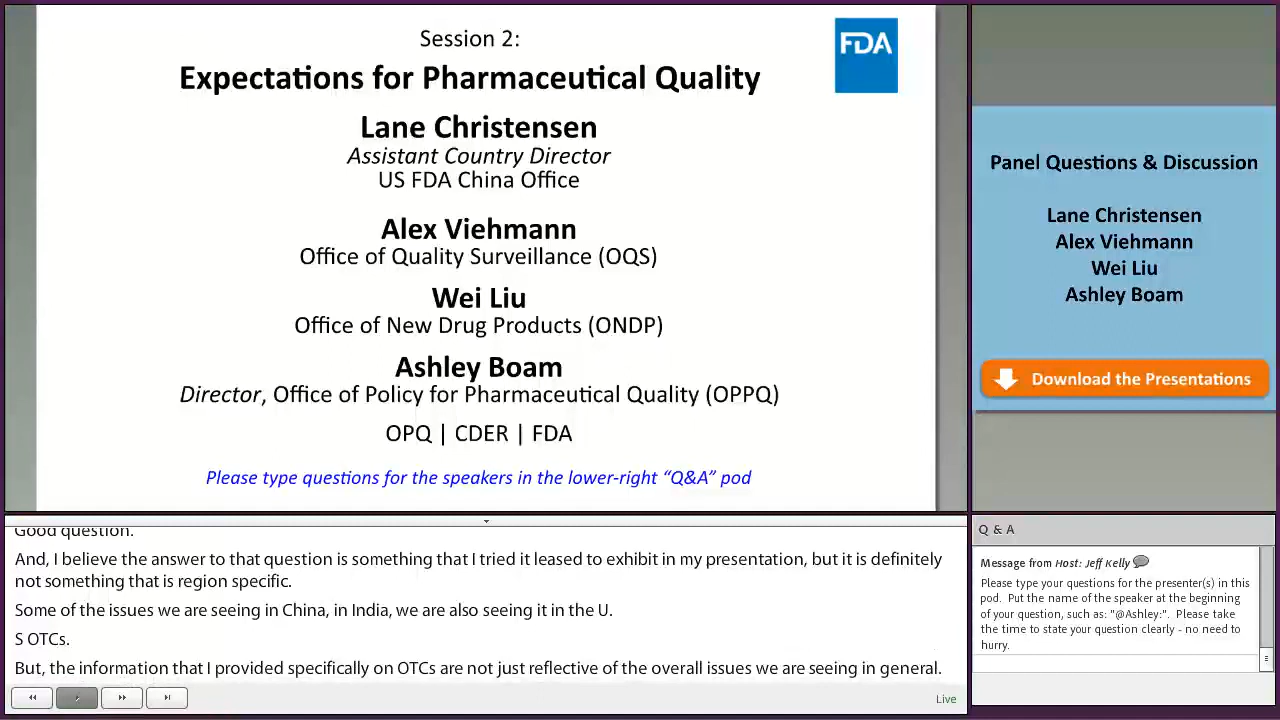 Session 2:
FDA
Expectations for Pharmaceutical Quality
Lane Christensen
Assistant Country Director
US FDA China Office
Alex Viehmann
Office of Quality Surveillance (OQS)
Wei Liu
Office of New Drug Products (ONDP)
Ashley Boam
Director, Office of Policy for Pharmaceutical Quality (OPPQ)
OPQ | CDER | FDA
Please type questions for the speakers in the lower-right “Q&A” pod
Panel Questions & Discussion
Lane Christensen
Alex Viehmann
Wei Liu
Ashley Boam
Download the Presentations
Good question.
And, I believe the answer to that question is something that I tried it leased to exhibit in my presentation, but it is definitely
not something that is region specific.
Some of the issues we are seeing in China, in India, we are also seeing it in the U.
S OTCs.
But, the information that I provided specifically on OTCs are not just reflective of the overall issues we are seeing in general.
Live
Q & A
Message from Host: Jeff Kelly
Please type your questions for the presenter(s) in this
pod. Put the name of the speaker at the beginning
of your question, such as: "@Ashley:". Please take
the time to state your question clearly - no need to
hurry.